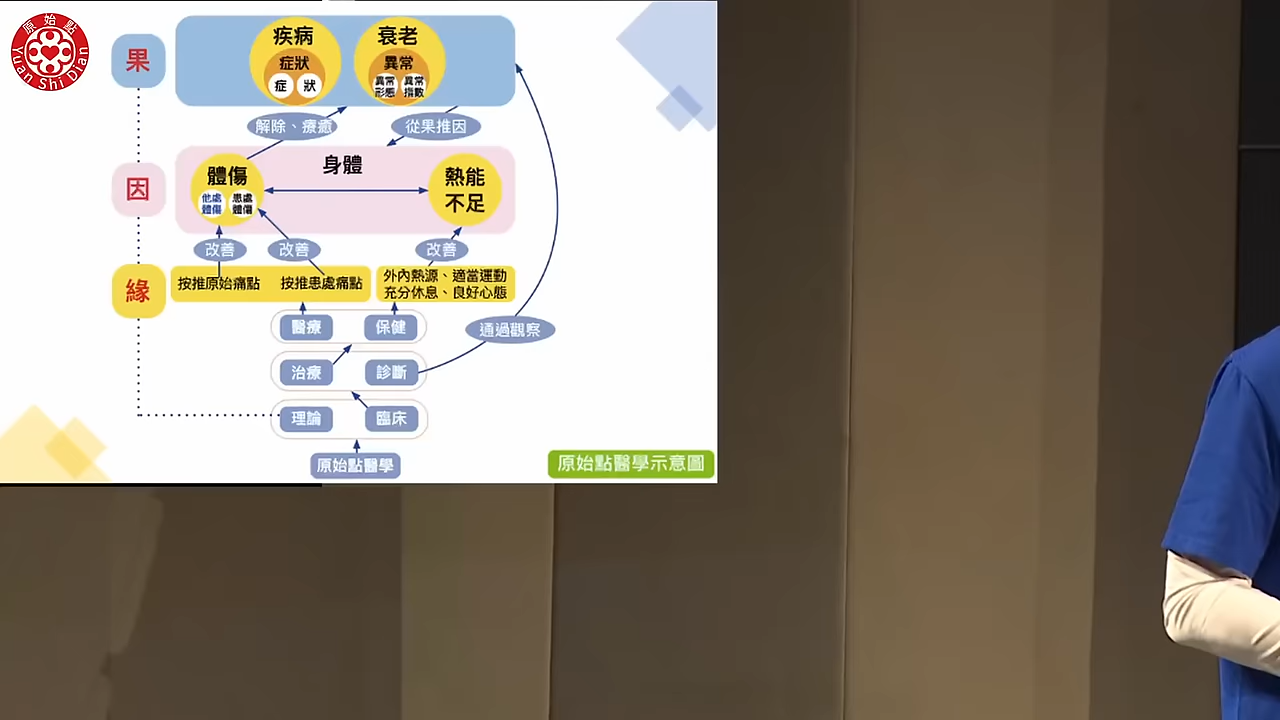 原始點
Yuan Shi Dian
果
疾病
症狀
症 狀
衰老
異常
異常形態
異常指數
解除、療癒
從果推因
因
身體
體傷
他處體傷
患處體傷
熱能不足
改善
改善
改善
緣
按推原始痛點
按推患處痛點
外內熱源、適當運動
充分休息、良好心態
醫療
保健
通過觀察
治療
診斷
理論
臨床
原始點醫學
原始點醫學示意圖